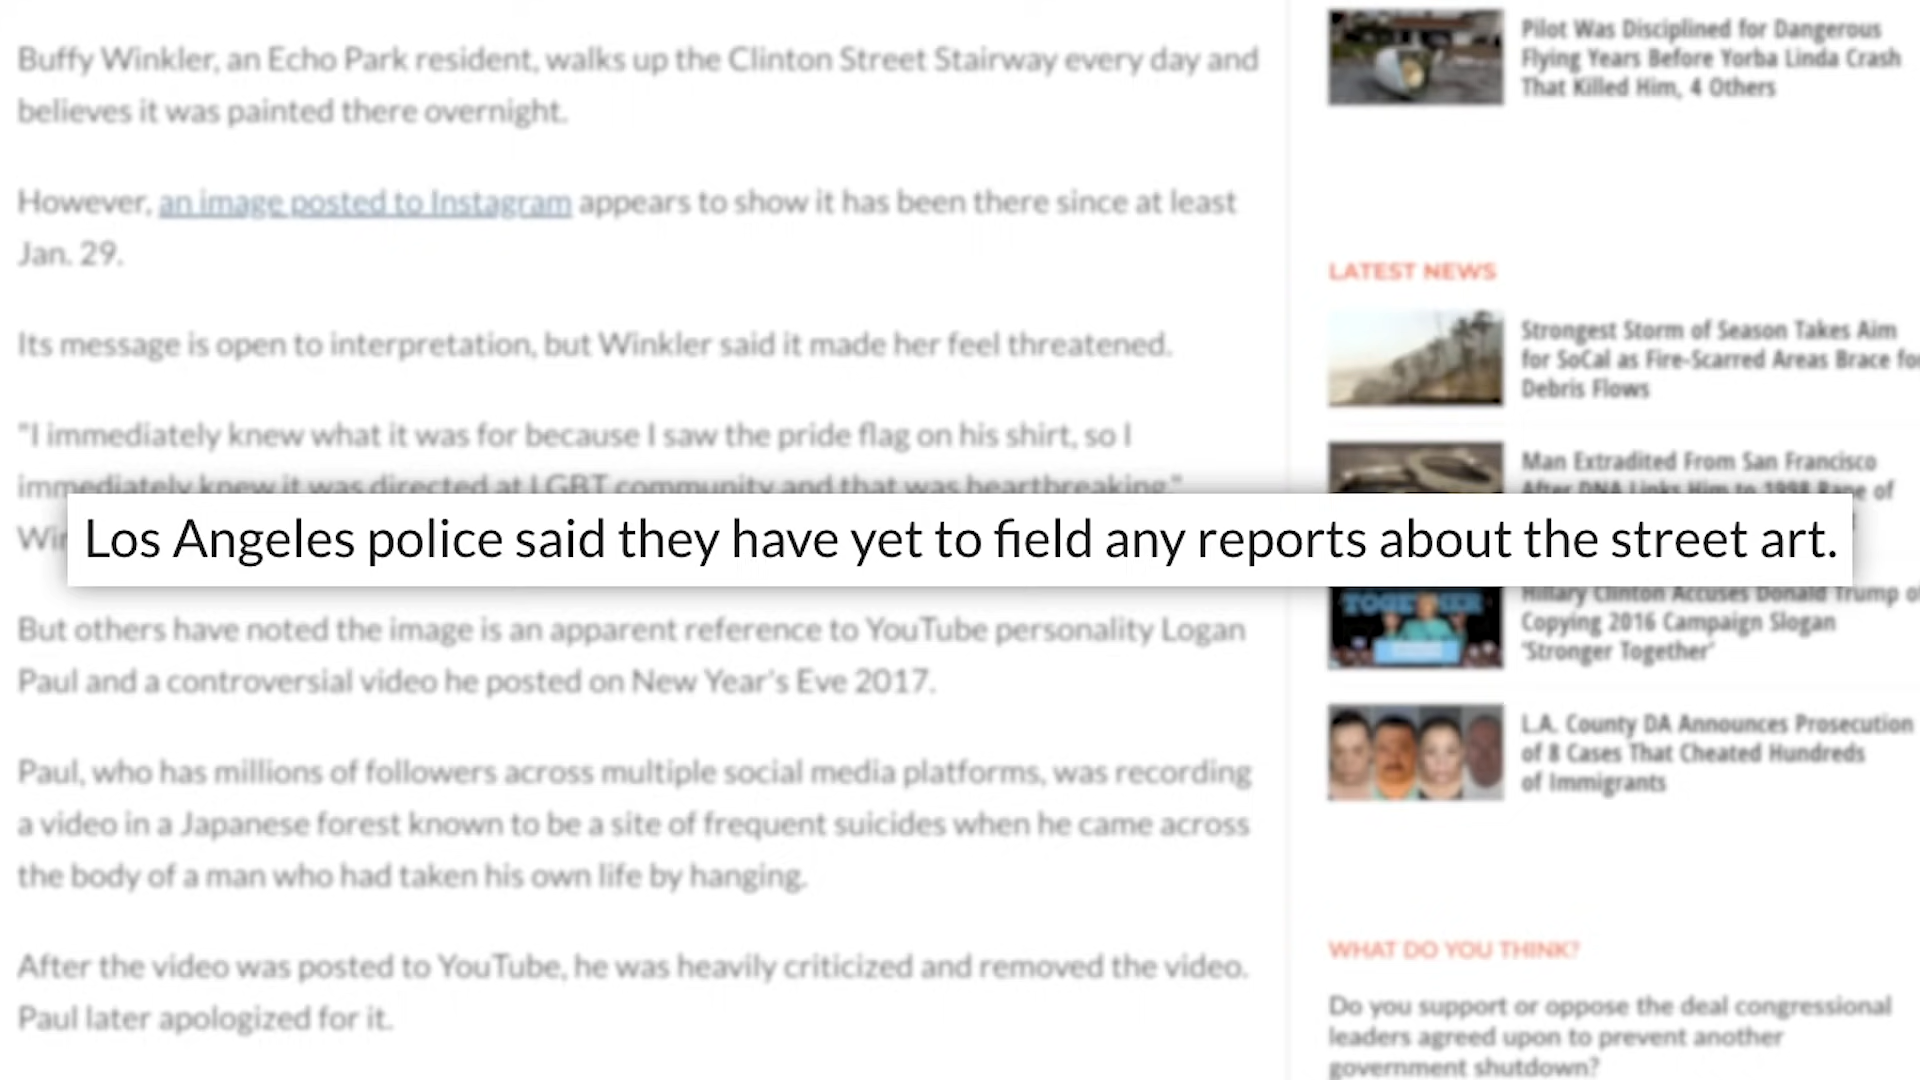 Buffy Winkler, an Echo Park resident, walks up the Clinton Street Stairway every day and
believes it was painted there overnight.
However, an image posted to Instagram appears to show it has been there since at least
Jan. 29.
Its message is open to interpretation, but Winkler said it made her feel threatened.
"I immediately knew what it was for because I saw the pride flag on his shirt, so I
immediately knew it was directed at LGBT community and that was heartbreaking,"
Los Angeles police said they have yet to field any reports about the street art.
But others have noted the image is an apparent reference to YouTube personality Logan
Paul and a controversial video he posted on New Year's Eve 2017.
Paul, who has millions of followers across multiple social media platforms, was recording
a video in a Japanese forest known to be a site of frequent suicides when he came across
the body of a man who had taken his own life by hanging.
After the video was posted to YouTube, he was heavily criticized and removed the video.
Paul later apologized for it.
Pilot Was Disciplined for Dangerous
Flying Years Before Yorba Linda Crash
That Killed Him, 4 Others
LATEST NEWS
Strongest Storm of Season Takes Aim
for SoCal as Fire-Scarred Areas Brace for
Debris Flows
Man Extradited From San Francisco
After DNA Links Him to 1998 Rape of
TOGETHER
Hillary Clinton Accuses Donald Trump of
Copying 2016 Campaign Slogan
'Stronger Together'
L.A. County DA Announces Prosecution
of 8 Cases That Cheated Hundreds
of Immigrants
WHAT DO YOU THINK?
Do you support or oppose the deal congressional
leaders agreed upon to prevent another
government shutdown?